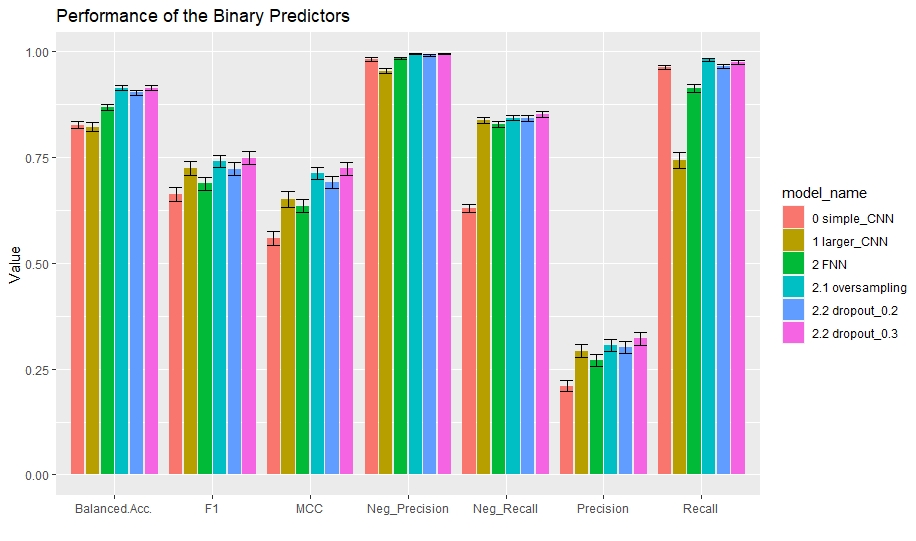 Performance of the Binary Predictors
1.00
0.75
0.50
0.25
0.00
Value
Balanced.Acc.
F1
MCC
Neg_Precision
Neg_Recall
Precision
Recall
model_name
0 simple_CNN
1 larger_CNN
2 FNN
2.1 oversampling
2.2 dropout_0.2
2.2 dropout_0.3